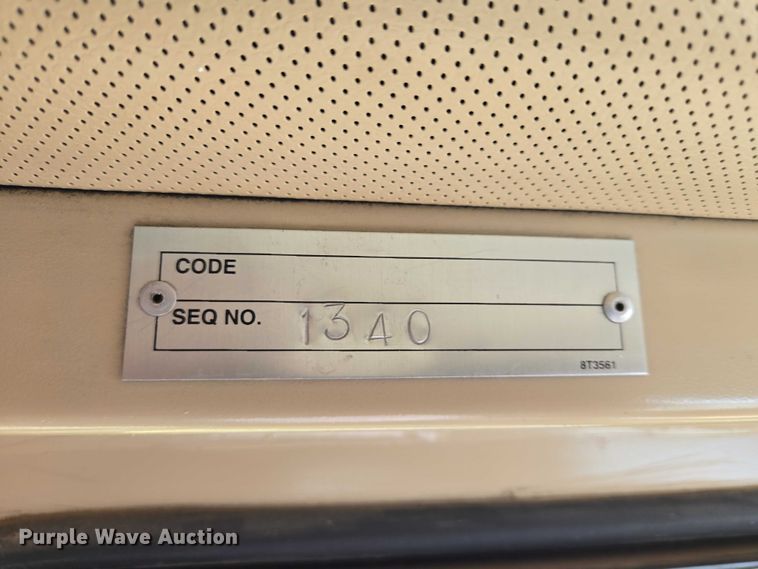 CODE
SEQ NO. 1340
8T3561
Purple Wave Auction